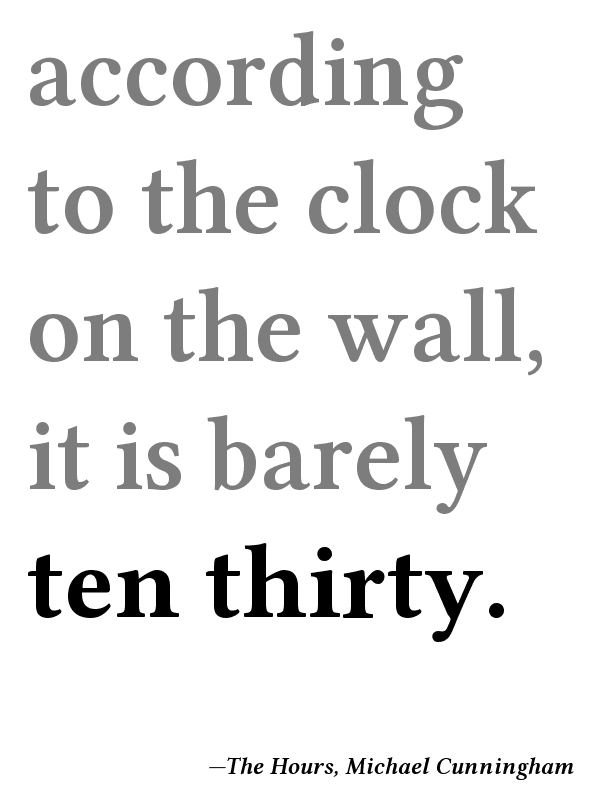 according
to the clock
on the wall,
it is barely
ten thirty.
—The Hours, Michael Cunningham